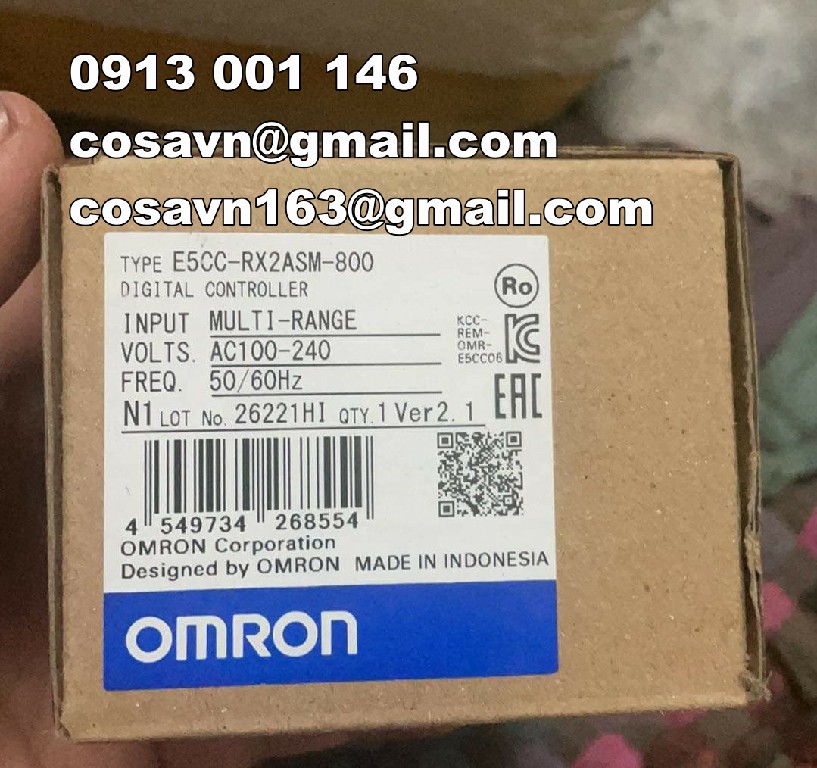 0913 001 146
cosavn@gmail.com
cosavn163@gmail.com
TYPE E5CC-RX2ASM-800
DIGITAL CONTROLLER
Ro
INPUT MULTI-RANGE
VOLTS. AC100-240
FREQ. 50/60Hz
KCC-
REM-
OMR-
E5CC06
EAC
N1 LOT No. 26221HI QTY.1 Ver2.1
4 549734 268554
OMRON Corporation
Designed by OMRON MADE IN INDONESIA
OMRON